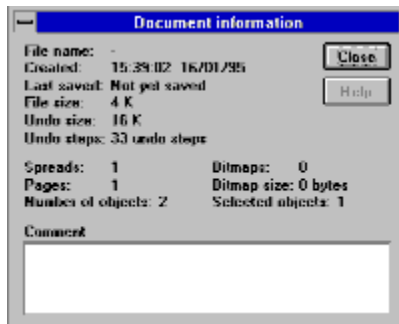 Document information
File name: -
Close
Created: 15:39:02 16/01/95
Last saved: Not yet saved
Help
File size: 4 K
Undo size: 16 K
Undo steps: 33 undo steps
Spreads: 1 Bitmaps: 0
Pages: 1 Bitmap size: 0 bytes
Number of objects: 2 Selected objects: 1
Comment